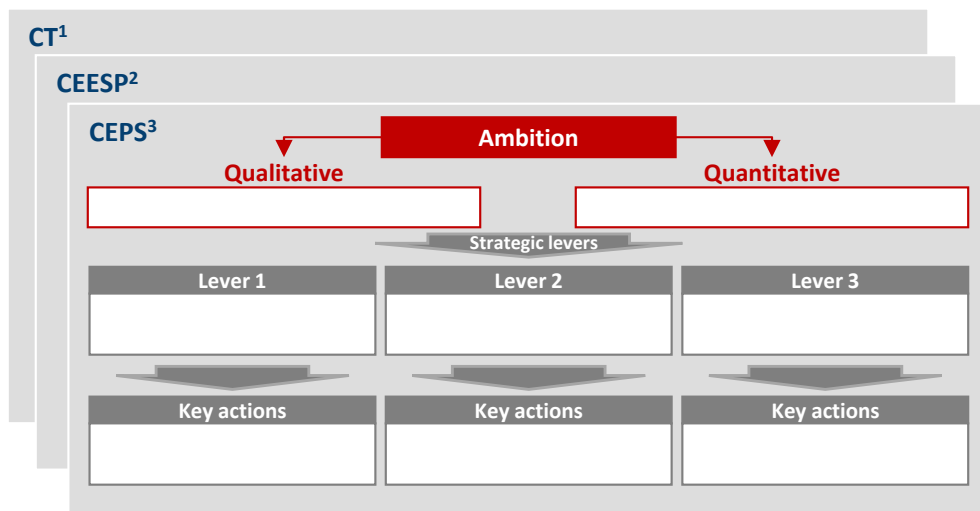 CT¹
CEESP²
CEPS³
Ambition
Qualitative
Quantitative
Strategic levers
Lever 1
Lever 2
Lever 3
Key actions
Key actions
Key actions